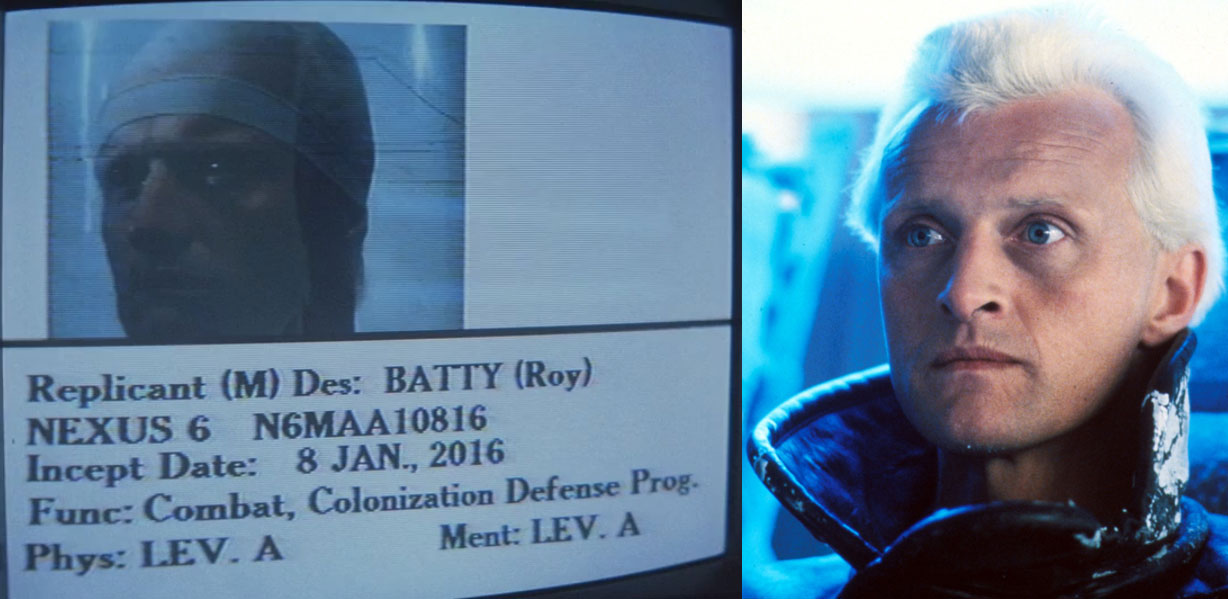 Replicant (M) Des: BATTY (Roy)
NEXUS 6 N6MAA10816
Incept Date: 8 JAN., 2016
Func: Combat, Colonization Defense Prog.
Phys: LEV. A Ment: LEV. A